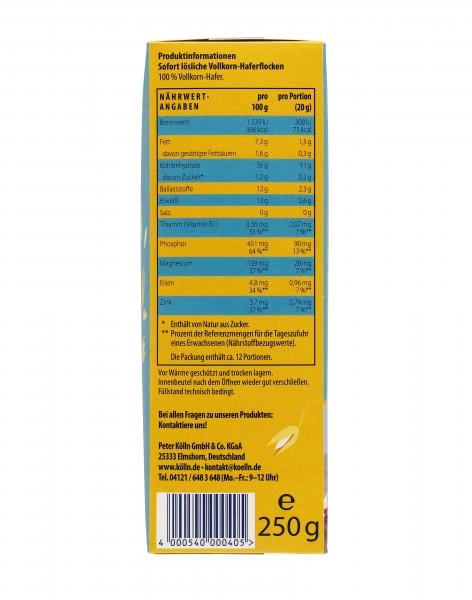 Produktinformationen
Sofort lösliche Vollkorn-Haferflocken
100 % Vollkorn-Hafer.
NÄHRWERT- pro pro Portion
ANGABEN 100 g (20 g)
Brennwert 1.539 kJ 308 kJ
366 kcal 73 kcal
Fett 7,3 g 1,5 g
davon gesättigte Fettsäuren 1,6 g 0,3 g
Kohlenhydrate 56 g 11 g
davon Zucker* 1,2 g 0,2 g
Ballaststoffe 12 g 2,3 g
Eiweiß 13 g 2,6 g
Salz 0 g 0 g
Thiamin (Vitamin B1) 0,36 mg 0,07 mg
33 %** 7 %**
Phosphor 451 mg 90 mg
64 %** 13 %**
Magnesium 139 mg 28 mg
37 %** 7 %**
Eisen 4,8 mg 0,96 mg
34 %** 7 %**
Zink 3,7 mg 0,74 mg
37 %** 7 %**
* Enthält von Natur aus Zucker.
** Prozent der Referenzmengen für die Tageszufuhr
eines Erwachsenen (Nährstoffbezugswerte).
Die Packung enthält ca. 12 Portionen.
Vor Wärme geschützt und trocken lagern.
Innenbeutel nach dem Öffnen wieder gut verschließen.
Füllstand technisch bedingt.
Bei allen Fragen zu unseren Produkten:
Kontaktiere uns!
Peter Kölln GmbH & Co. KGaA
25333 Elmshorn, Deutschland
www.kölln.de • kontakt@koelln.de
Tel. 04121 / 648 3 648 (Mo.–Fr.: 9–12 Uhr)
4 000540 000405 >
e
250 g